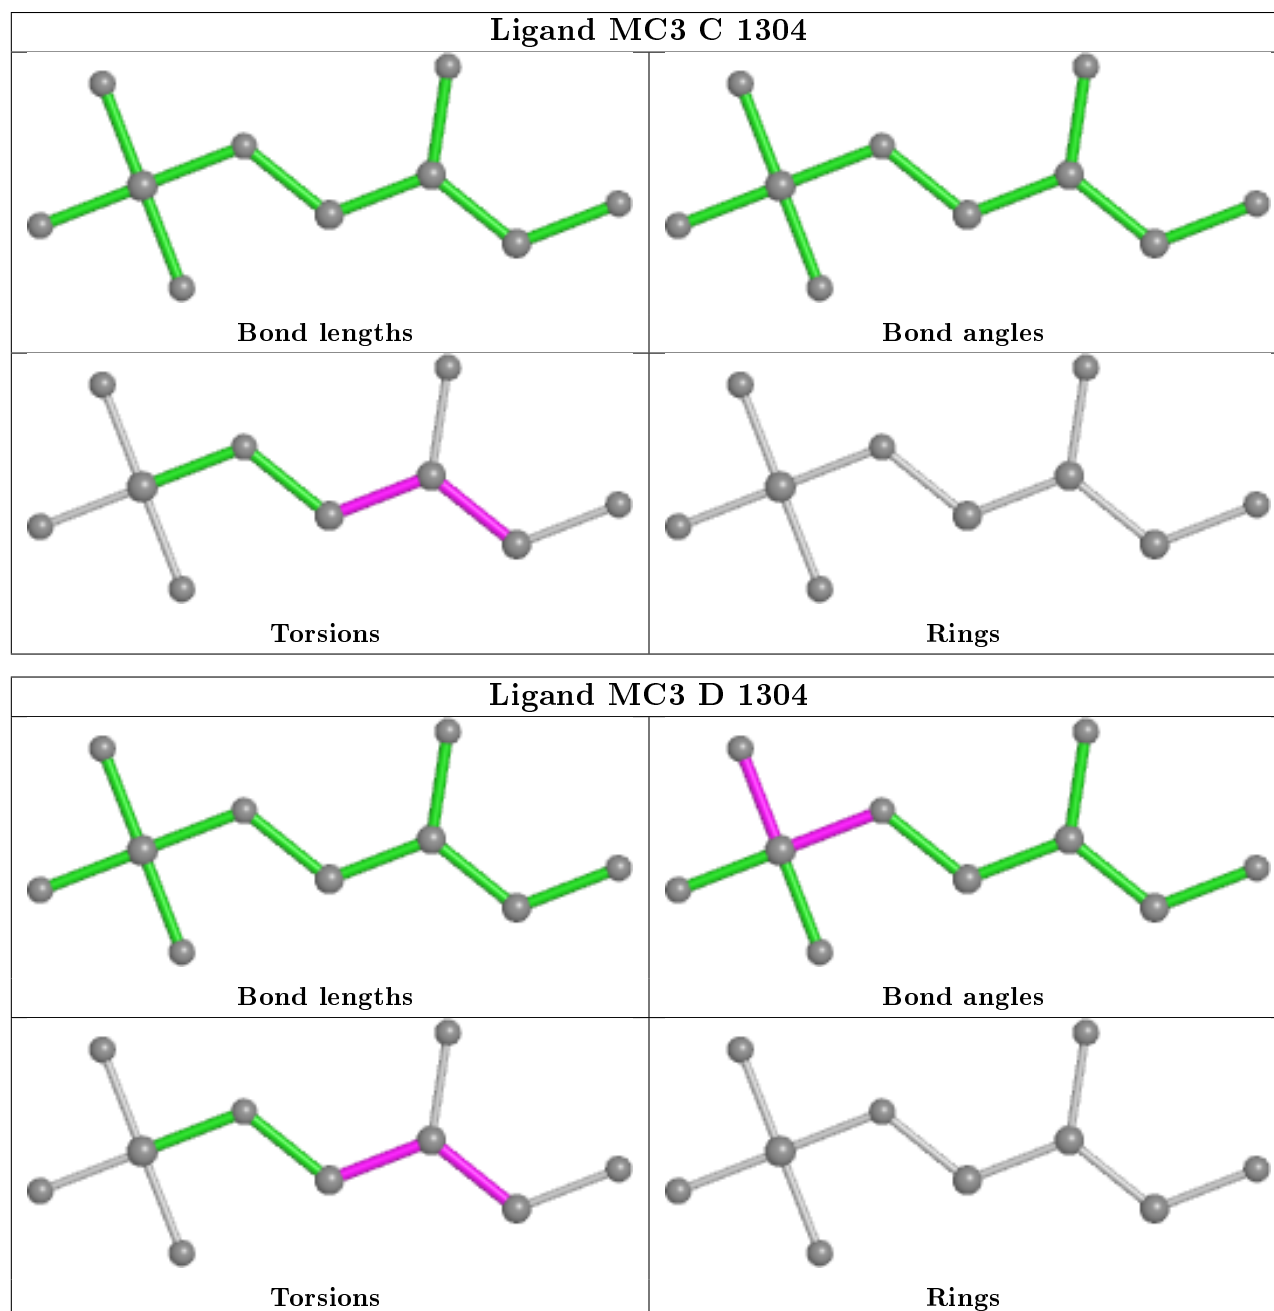 Ligand MC3 C 1304
Bond lengths
Bond angles
Torsions
Rings
Ligand MC3 D 1304
Bond lengths
Bond angles
Torsions
Rings